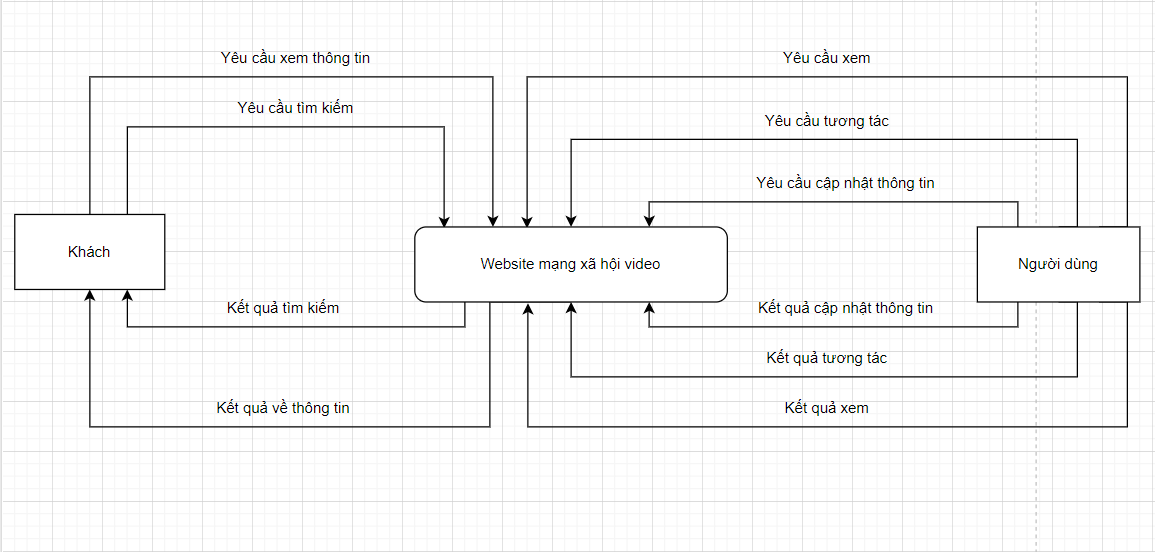 Yêu cầu xem thông tin
Yêu cầu xem
Yêu cầu tìm kiếm
Yêu cầu tương tác
Yêu cầu cập nhật thông tin
Khách
Website mạng xã hội video
Người dùng
Kết quả tìm kiếm
Kết quả cập nhật thông tin
Kết quả tương tác
Kết quả về thông tin
Kết quả xem